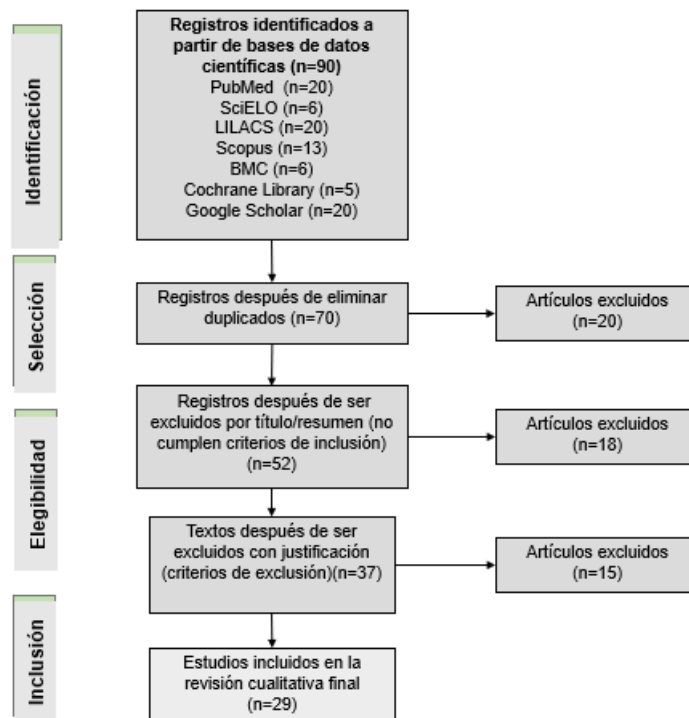 Identificación
Registros identificados a
partir de bases de datos
científicas (n=90)
PubMed (n=20)
SciELO (n=6)
LILACS (n=20)
Scopus (n=13)
BMC (n=6)
Cochrane Library (n=5)
Google Scholar (n=20)
Selección
Registros después de eliminar
duplicados (n=70)
Artículos excluidos
(n=20)
Elegibilidad
Registros después de ser
excluidos por título/resumen (no
cumplen criterios de inclusión)
(n=52)
Artículos excluidos
(n=18)
Textos después de ser
excluidos con justificación
(criterios de exclusión)(n=37)
Artículos excluidos
(n=15)
Inclusión
Estudios incluidos en la
revisión cualitativa final
(n=29)